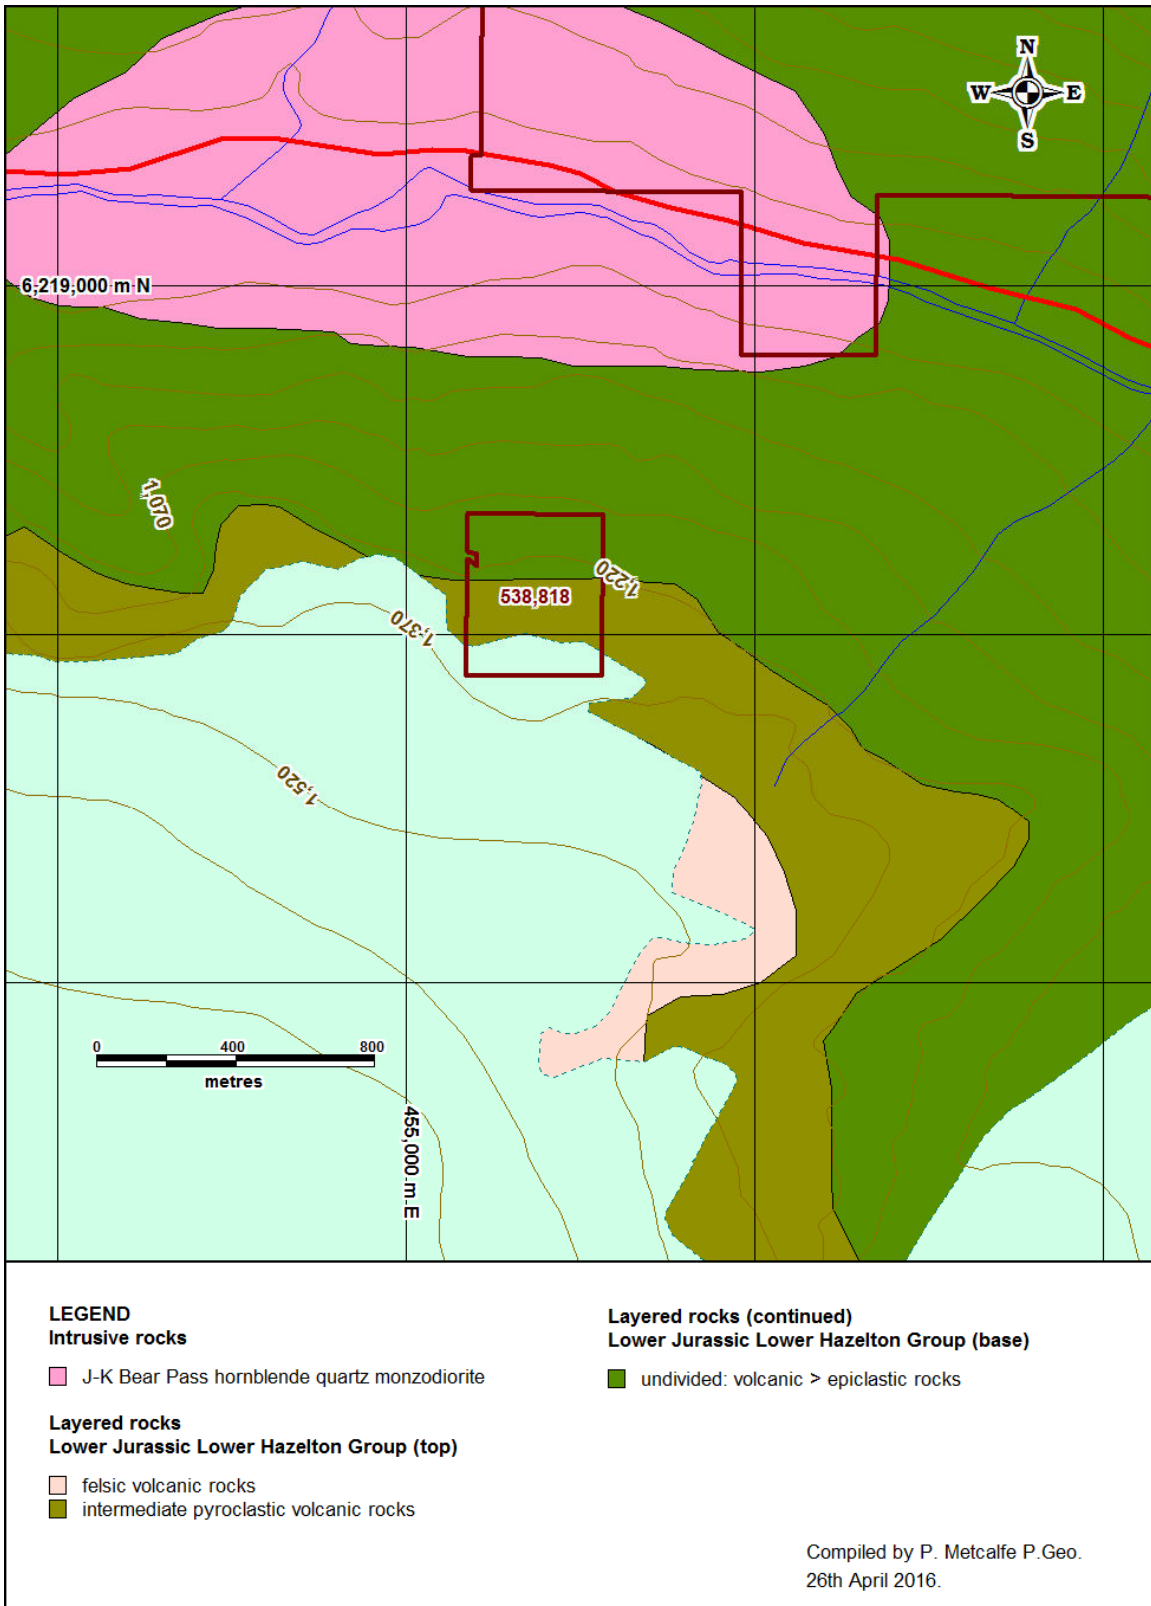 N
W E
S
6,219,000 m N
1,070
1,220
538,818
1,370
1,520
0 400 800
metres
455,000 m E
LEGEND
Intrusive rocks
J-K Bear Pass hornblende quartz monzodiorite
Layered rocks
Lower Jurassic Lower Hazelton Group (top)
felsic volcanic rocks
intermediate pyroclastic volcanic rocks
Layered rocks (continued)
Lower Jurassic Lower Hazelton Group (base)
undivided: volcanic > epiclastic rocks
Compiled by P. Metcalfe P.Geo.
26th April 2016.